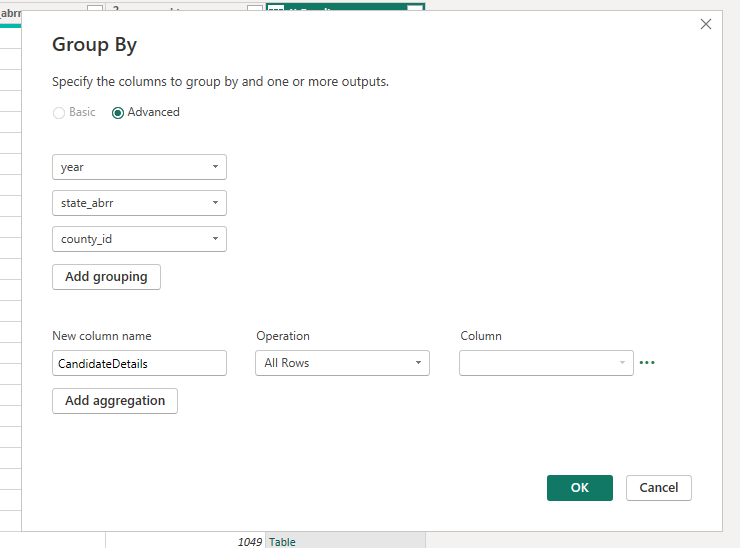 _abrr
Group By
Specify the columns to group by and one or more outputs.
Basic Advanced
year
state_abrr
county_id
Add grouping
New column name Operation Column
CandidateDetails All Rows
Add aggregation
OK Cancel
1049 Table